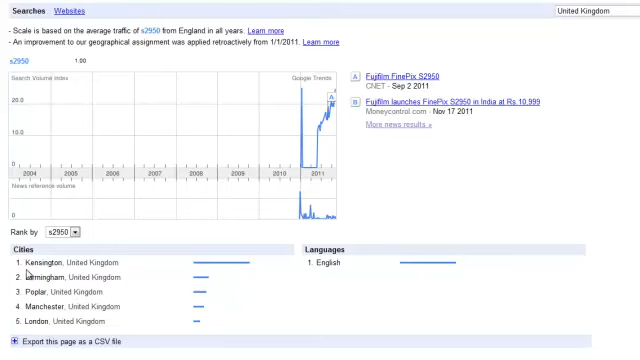 Searches Websites United Kingdom
- Scale is based on the average traffic of s2950 from England in all years. Learn more
- An improvement to our geographical assignment was applied retroactively from 1/1/2011. Learn more
s2950 1.00
Search Volume index Google Trends
20.0
10.0
0
2004 2005 2006 2007 2008 2009 2010 2011
News reference volume
0
A
A Fujifilm FinePix S2950
CNET - Sep 2 2011
B Fujifilm launches FinePix S2950 in India at Rs.10,999
Moneycontrol.com - Nov 17 2011
More news results »
Rank by s2950
Cities
1. Kensington, United Kingdom
2. Birmingham, United Kingdom
3. Poplar, United Kingdom
4. Manchester, United Kingdom
5. London, United Kingdom
Languages
1. English
Export this page as a CSV file